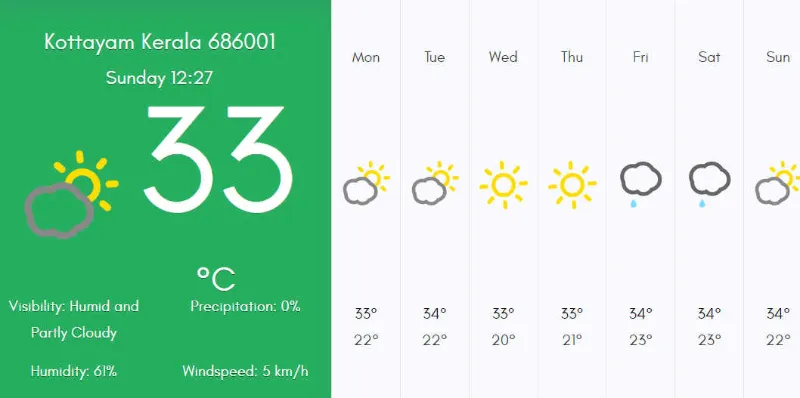 Kottayam Kerala 686001
Sunday 12:27
33
°C
Visibility: Humid and
Partly Cloudy
Precipitation: 0%
Humidity: 61%
Windspeed: 5 km/h
Mon Tue Wed Thu Fri Sat Sun
33° 34° 33° 33° 34° 34° 34°
22° 22° 20° 21° 23° 23° 22°